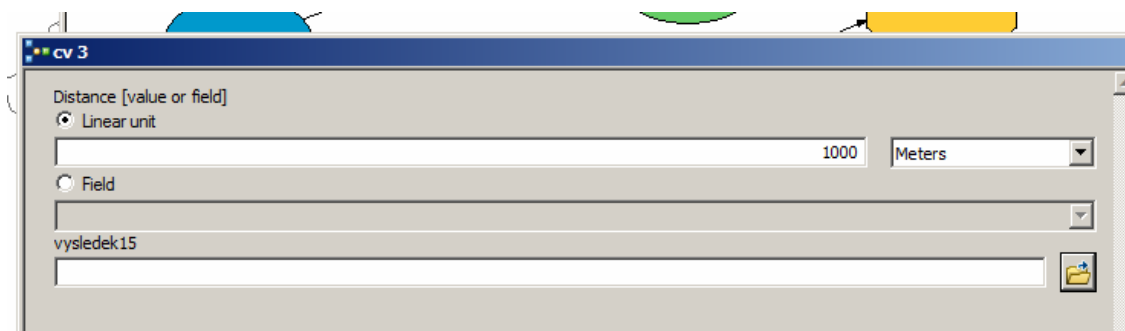 cv 3
Distance [value or field]
Linear unit
1000 Meters
Field
vysledek15